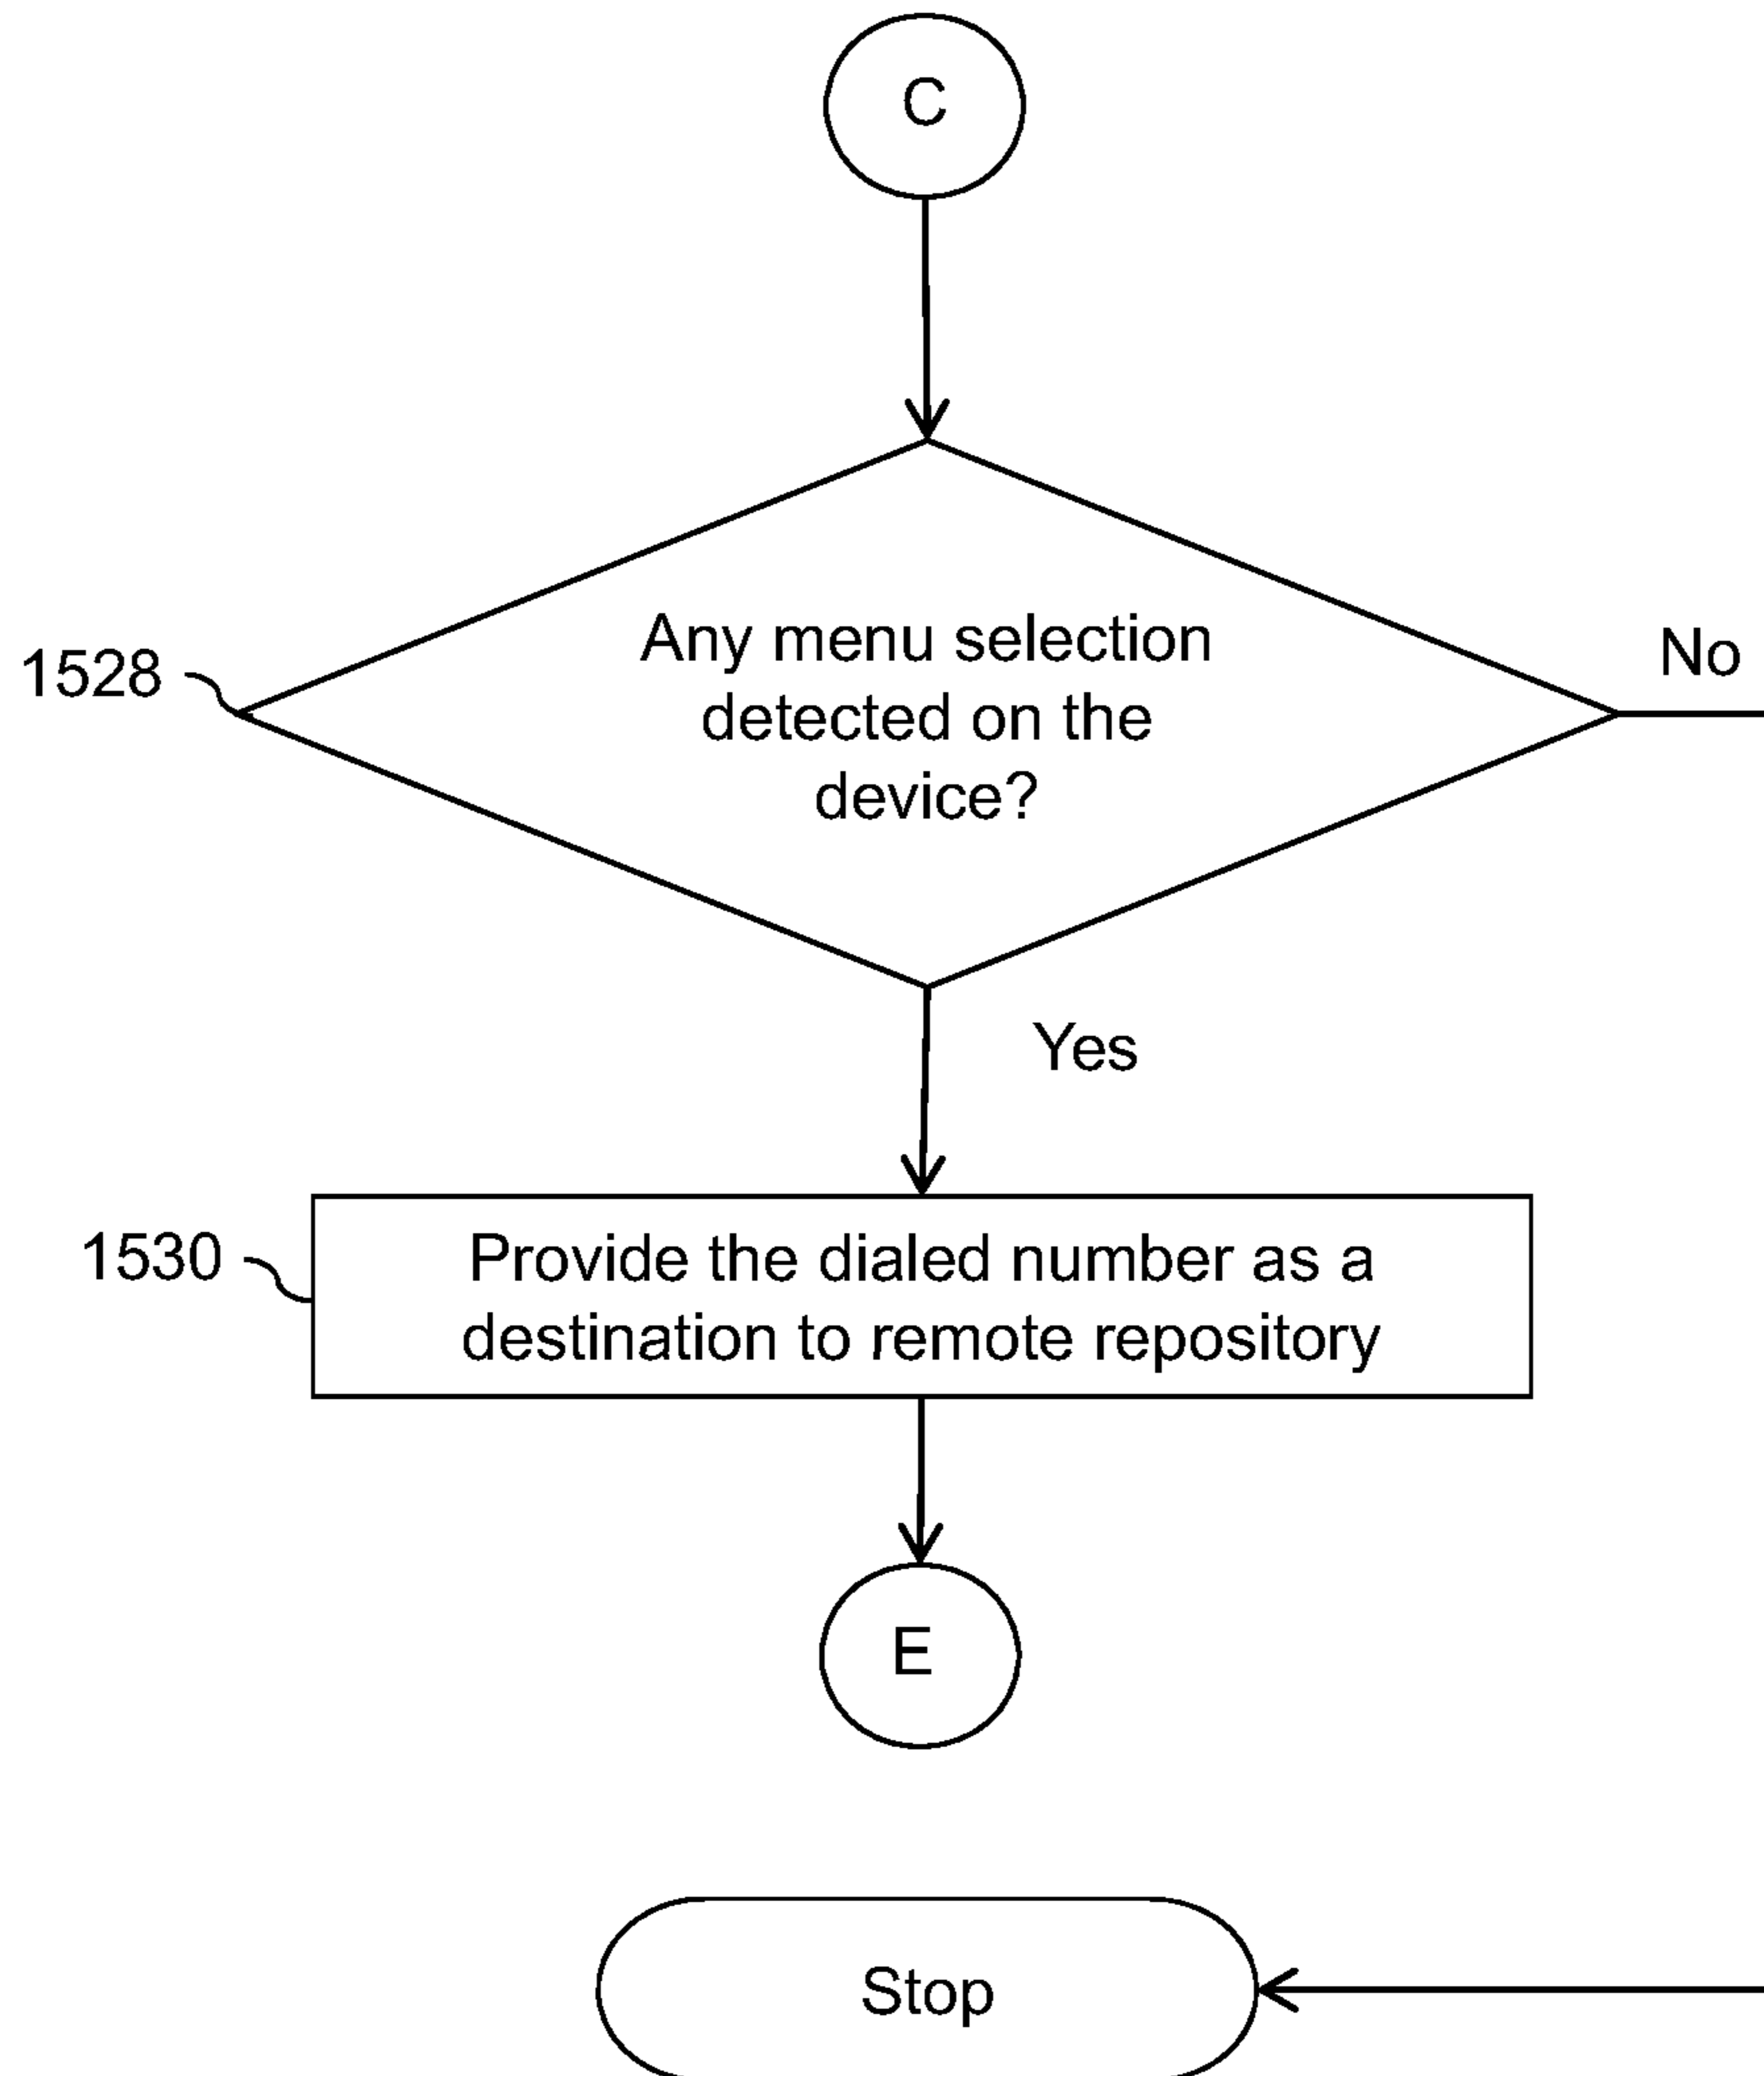 C
Any menu selection
detected on the
device?
1528
No
Yes
1530
Provide the dialed number as a
destination to remote repository
E
Stop